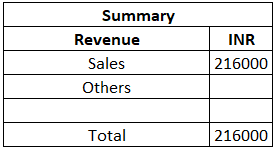 Summary
Revenue INR
Sales 216000
Others
Total 216000